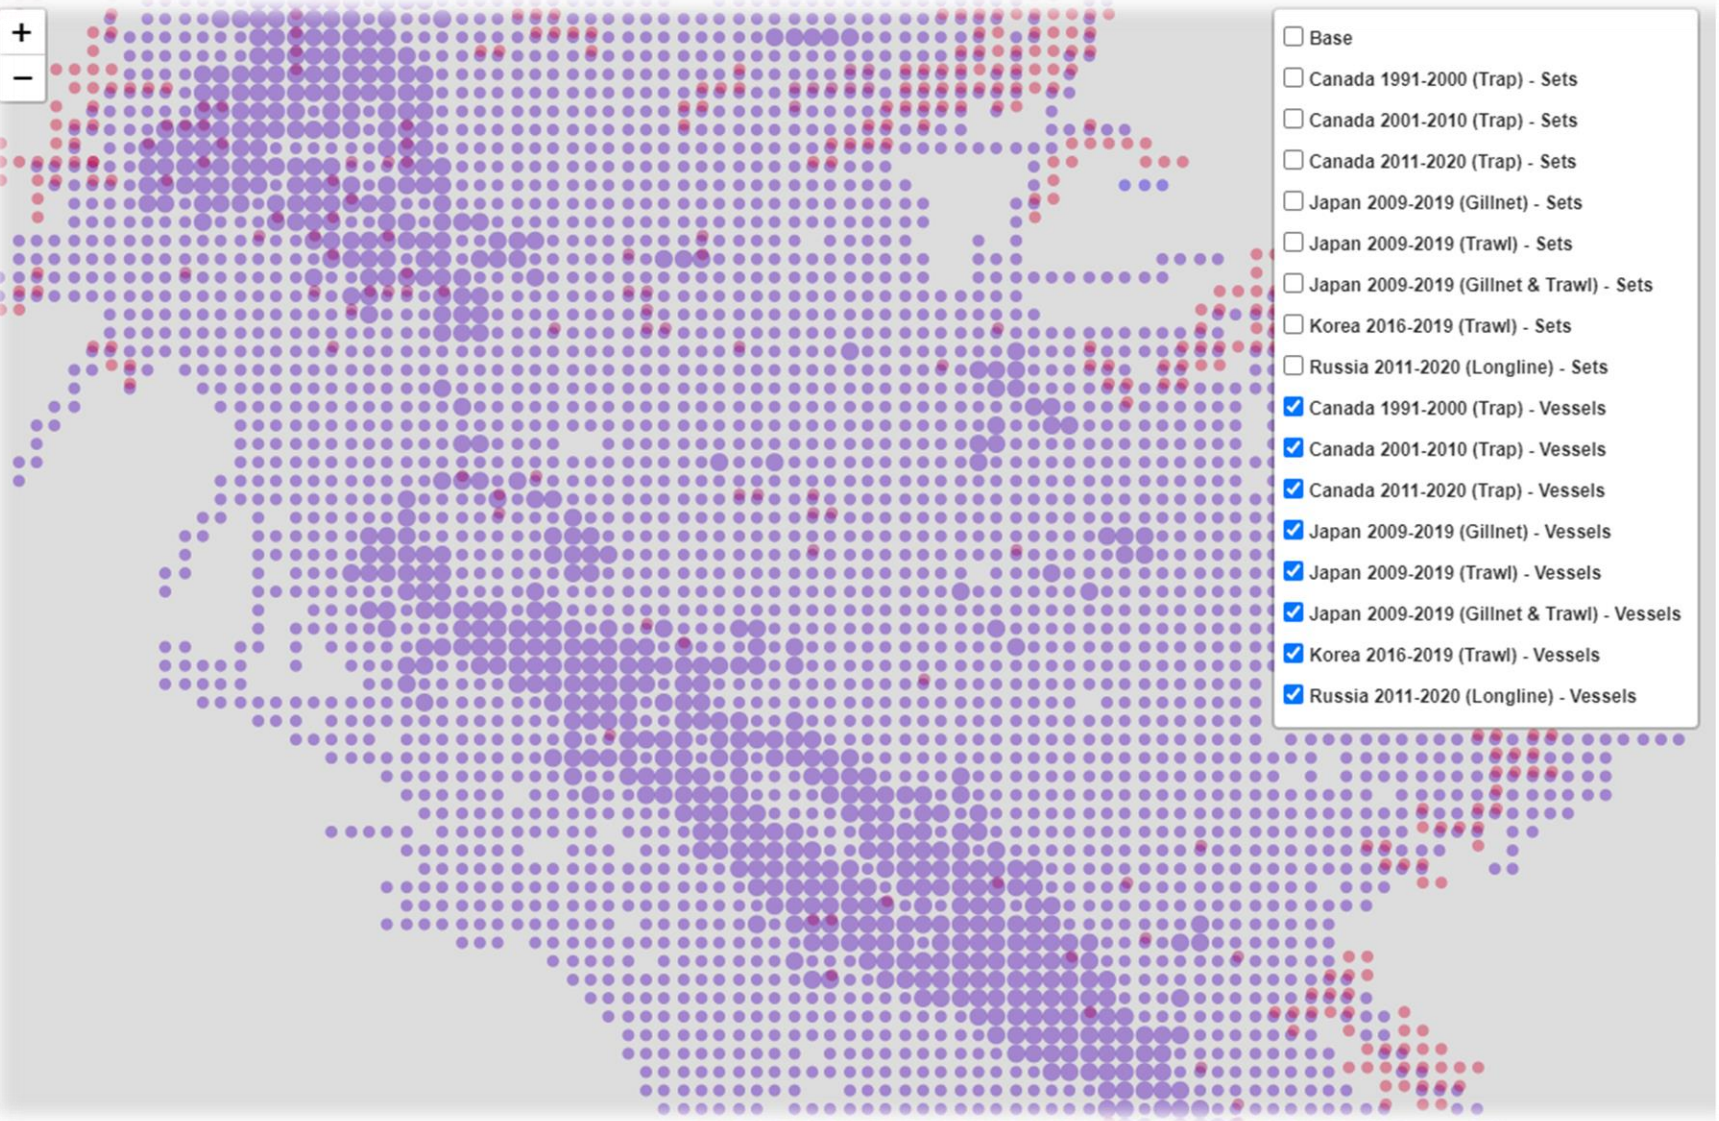 +
−
Base
Canada 1991-2000 (Trap) - Sets
Canada 2001-2010 (Trap) - Sets
Canada 2011-2020 (Trap) - Sets
Japan 2009-2019 (Gillnet) - Sets
Japan 2009-2019 (Trawl) - Sets
Japan 2009-2019 (Gillnet & Trawl) - Sets
Korea 2016-2019 (Trawl) - Sets
Russia 2011-2020 (Longline) - Sets
Canada 1991-2000 (Trap) - Vessels
Canada 2001-2010 (Trap) - Vessels
Canada 2011-2020 (Trap) - Vessels
Japan 2009-2019 (Gillnet) - Vessels
Japan 2009-2019 (Trawl) - Vessels
Japan 2009-2019 (Gillnet & Trawl) - Vessels
Korea 2016-2019 (Trawl) - Vessels
Russia 2011-2020 (Longline) - Vessels